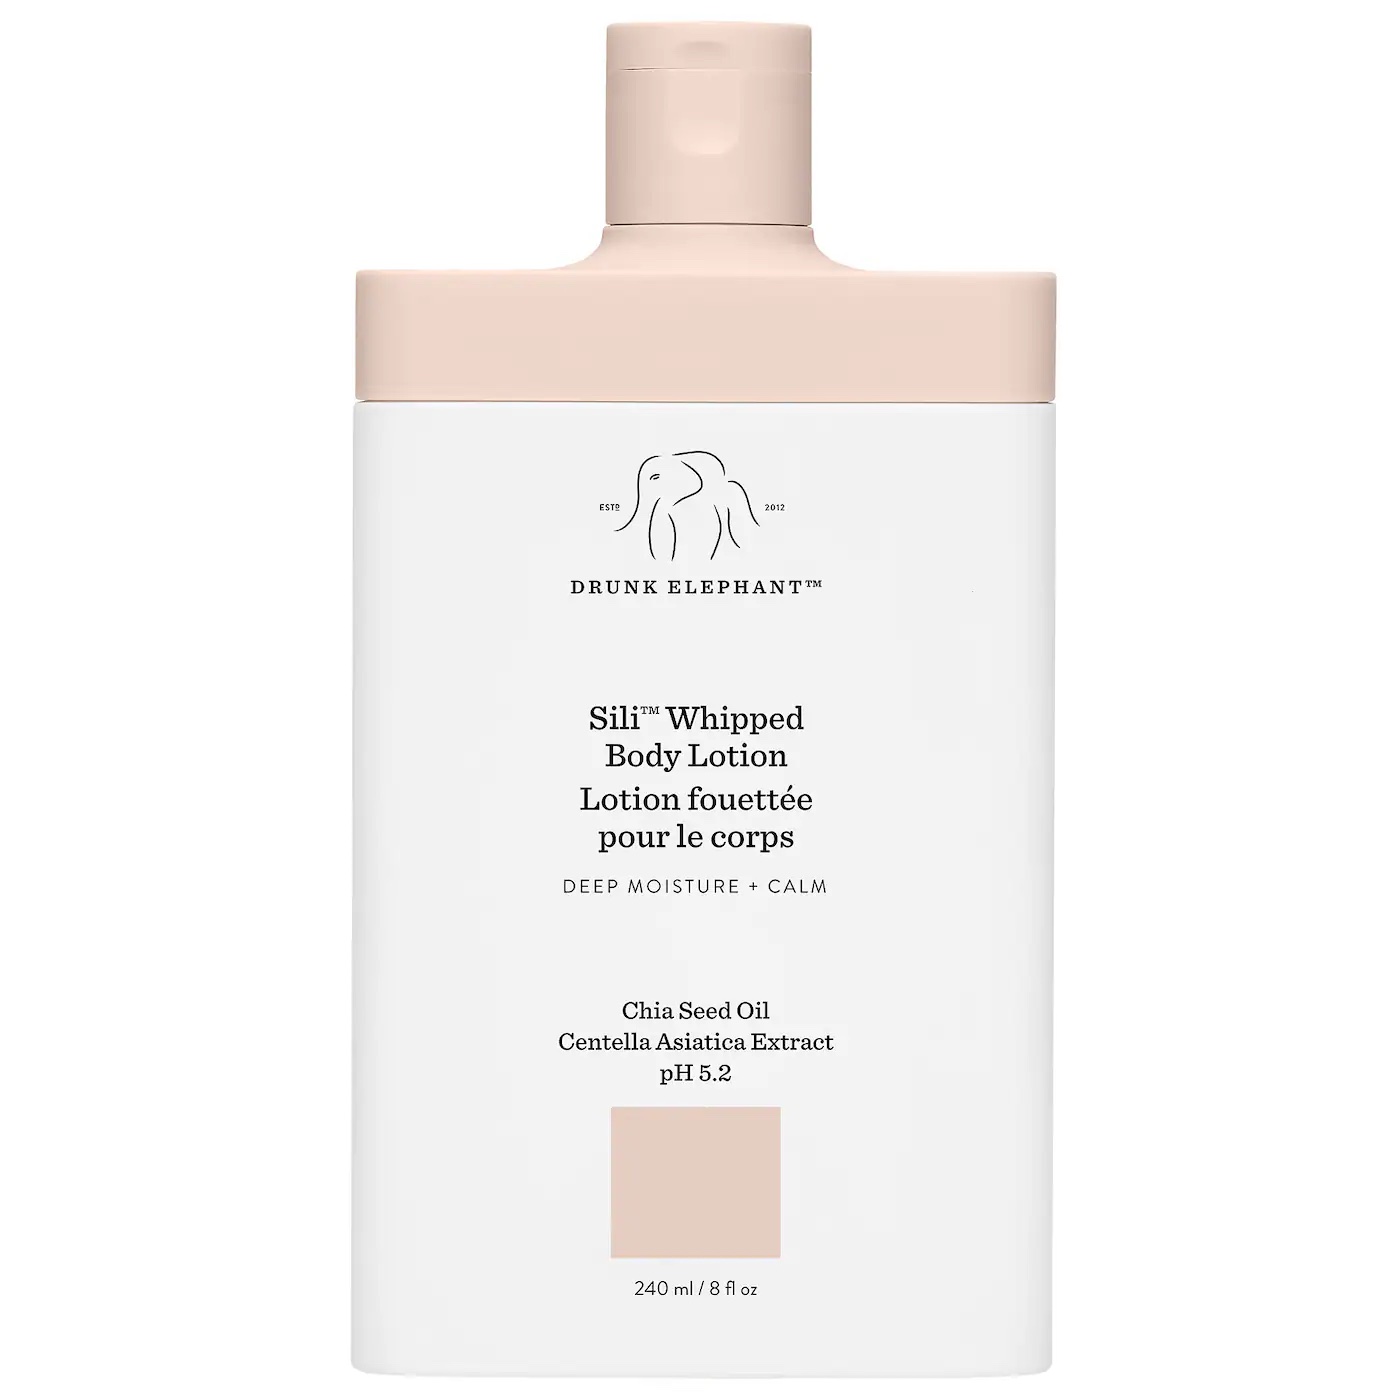 ESTD 2012
DRUNK ELEPHANT™
Sili™ Whipped
Body Lotion
Lotion fouettée
pour le corps
DEEP MOISTURE + CALM
Chia Seed Oil
Centella Asiatica Extract
pH 5.2
240 ml / 8 fl oz